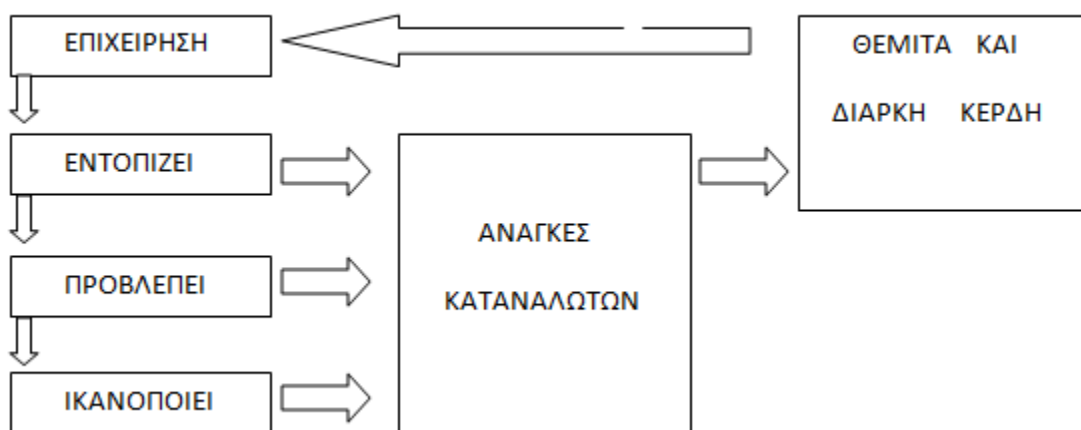 ΕΠΙΧΕΙΡΗΣΗ
ΘΕΜΙΤΑ ΚΑΙ
ΔΙΑΡΚΗ ΚΕΡΔΗ
ΕΝΤΟΠΙΖΕΙ
ΠΡΟΒΛΕΠΕΙ
ΙΚΑΝΟΠΟΙΕΙ
ΑΝΑΓΚΕΣ
ΚΑΤΑΝΑΛΩΤΩΝ